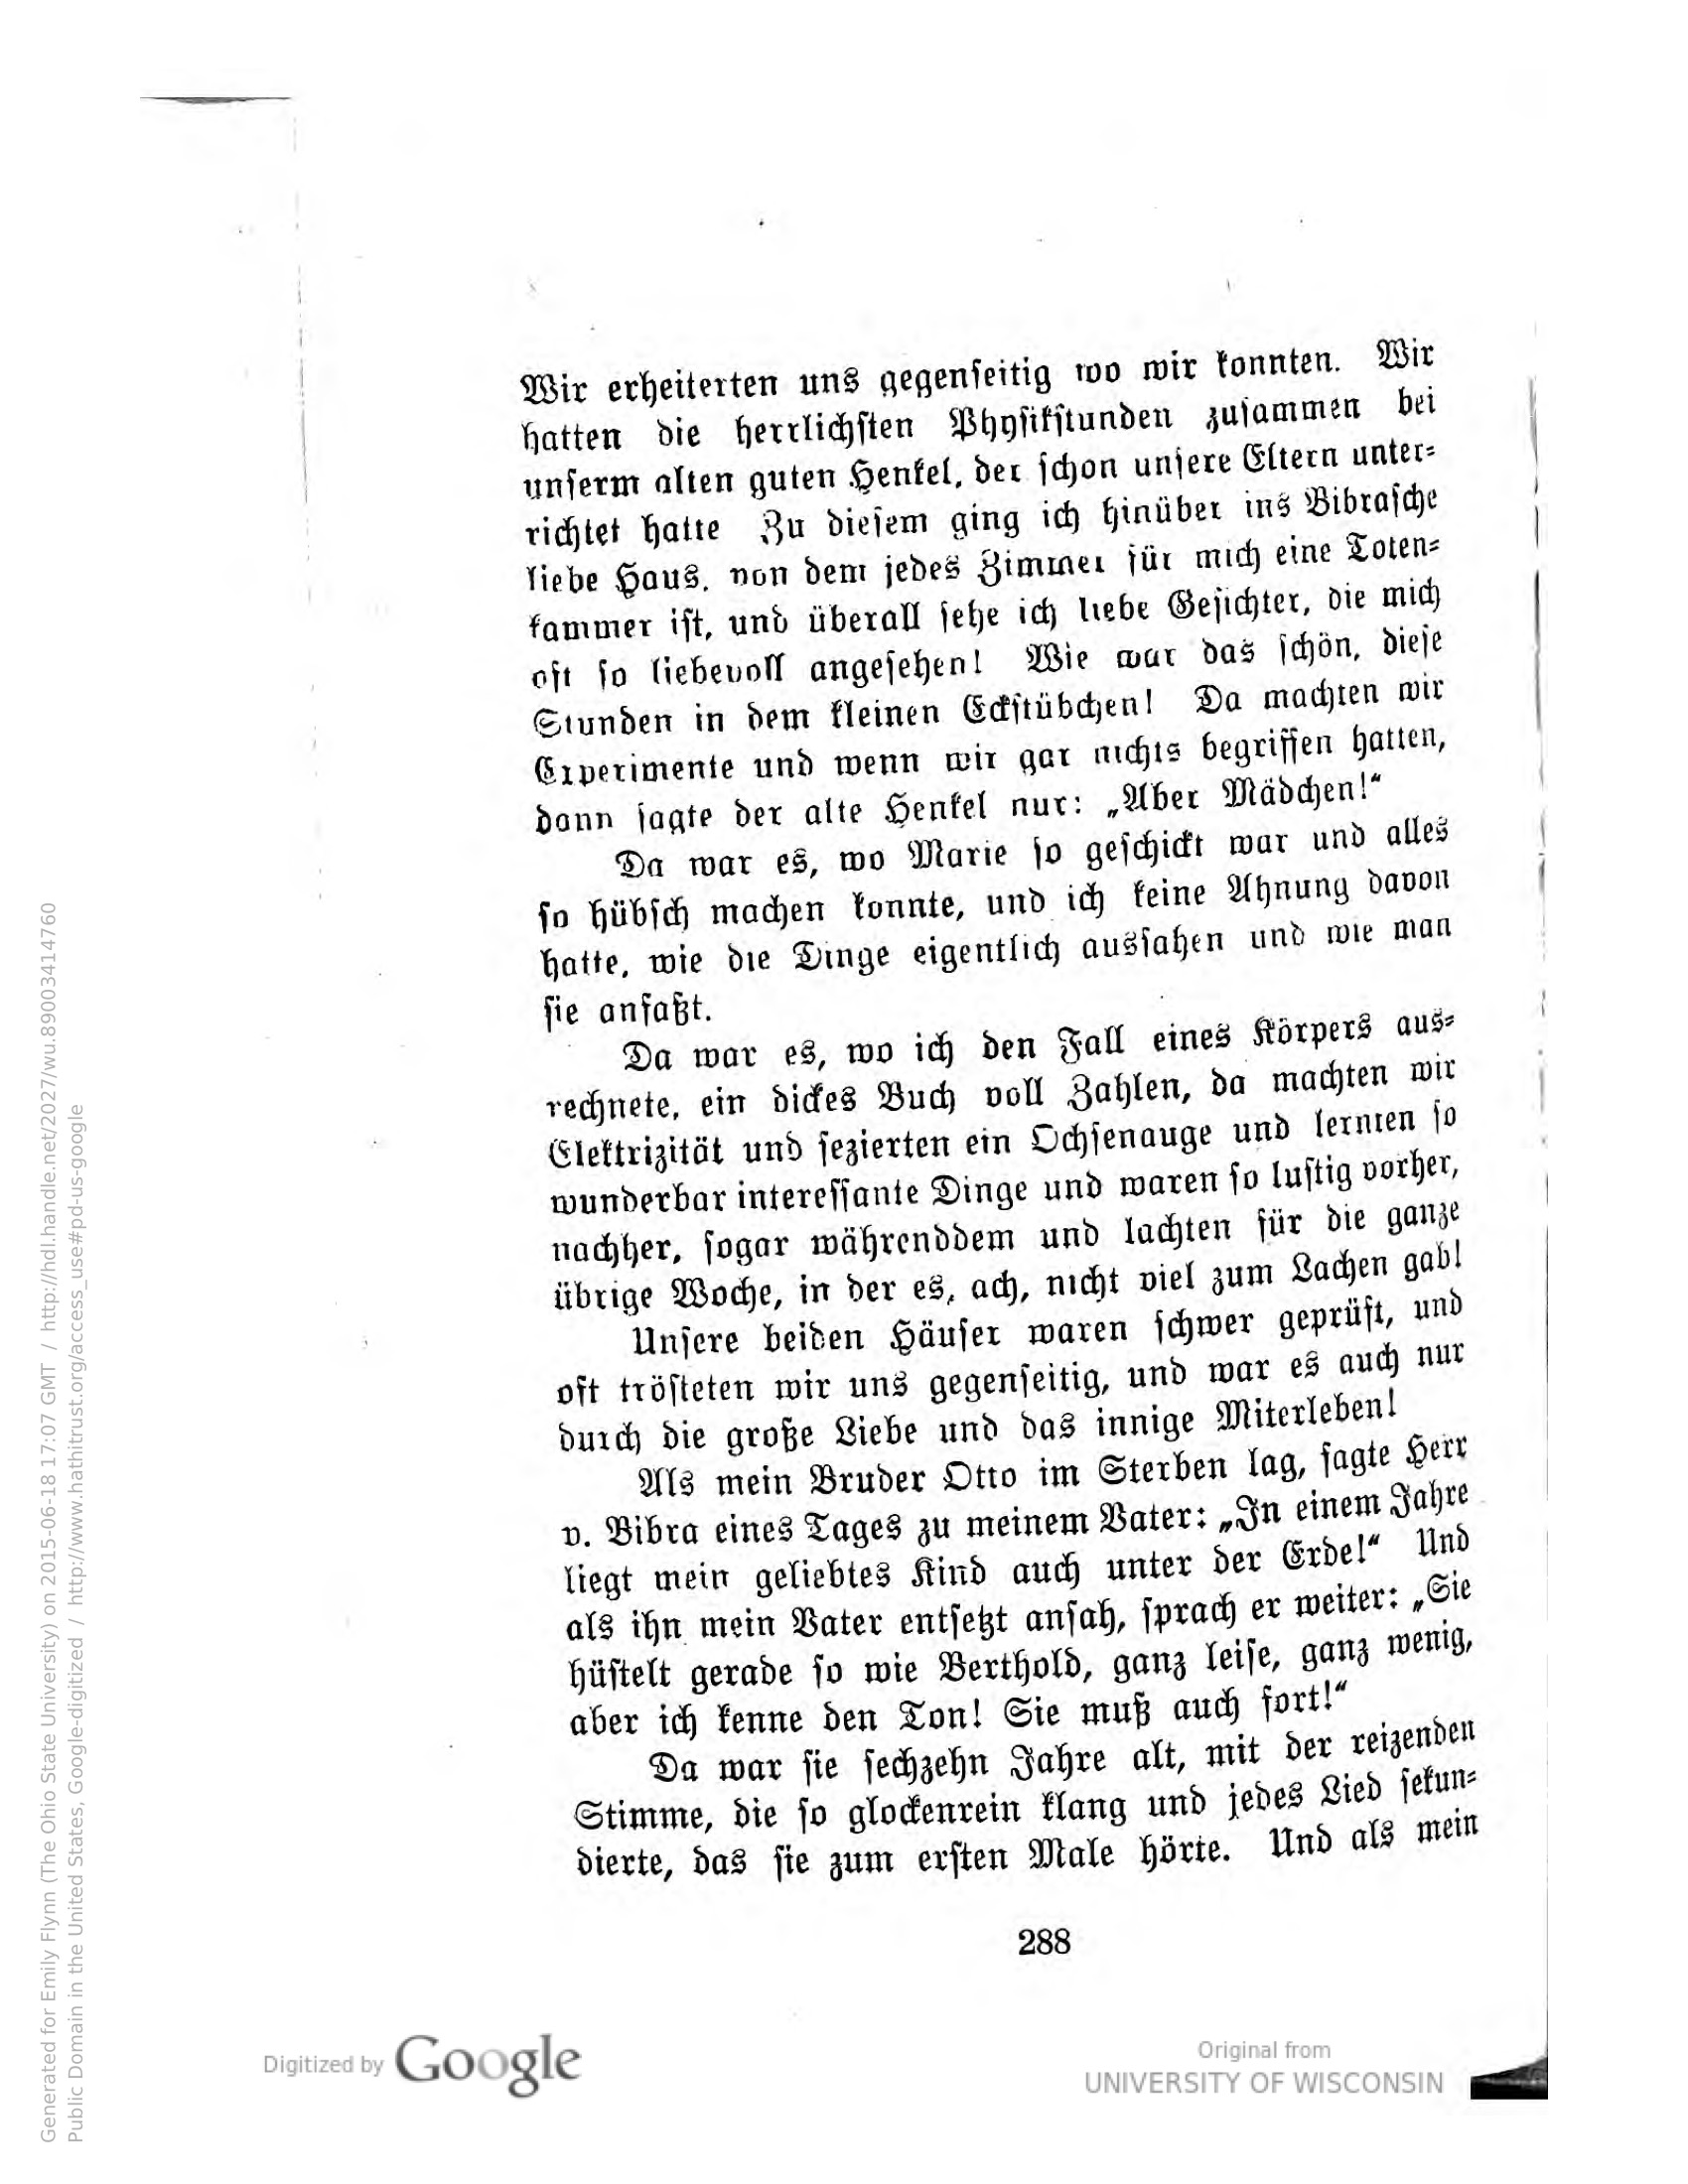 Wir erheiterten uns gegenseitig wo wir konnten. Wir
hatten die herrlichsten Physikstunden zusammen bei
unserm alten guten Henkel, der schon unsere Eltern unter-
richtet hatte Zu diesem ging ich hinüber ins Bibrasche
liebe Haus, von dem jedes Zimmer für mich eine Toten-
kammer ist, und überall sehe ich liebe Gesichter, die mich
oft so liebevoll angesehen! Wie war das schön, diese
Stunden in dem kleinen Eckstübchen! Da machten wir
Experimente und wenn wir gar nichts begriffen hatten,
dann sagte der alte Henkel nur: „Aber Mädchen!“
Da war es, wo Marie so geschickt war und alles
so hübsch machen konnte, und ich keine Ahnung davon
hatte, wie die Dinge eigentlich aussahen und wie man
sie anfaßt.
Da war es, wo ich den Fall eines Körpers aus-
rechnete, ein dickes Buch voll Zahlen, da machten wir
Elektrizität und sezierten ein Ochsenauge und lernten so
wunderbar interessante Dinge und waren so lustig vorher,
nachher, sogar währenddem und lachten für die ganze
übrige Woche, in der es, ach, nicht viel zum Lachen gab!
Unsere beiden Häuser waren schwer geprüft, und
oft trösteten wir uns gegenseitig, und war es auch nur
durch die große Liebe und das innige Miterleben!
Als mein Bruder Otto im Sterben lag, sagte Herr
v. Bibra eines Tages zu meinem Vater: „In einem Jahre
liegt mein geliebtes Kind auch unter der Erde!“ Und
als ihn mein Vater entsetzt ansah, sprach er weiter: „Sie
hüstelt gerade so wie Berthold, ganz leise, ganz wenig,
aber ich kenne den Ton! Sie muß auch fort!“
Da war sie sechzehn Jahre alt, mit der reizenden
Stimme, die so glockenrein klang und jedes Lied sekun-
dierte, das sie zum ersten Male hörte. Und als mein
288
Digitized by Google
Original from
UNIVERSITY OF WISCONSIN
Generated for Emily Flynn (The Ohio State University) on 2015-06-18 17:07 GMT / http://hdl.handle.net/2027/wu.89003414760
Public Domain in the United States, Google-digitized / http://www.hathitrust.org/access_use#pd-us-google